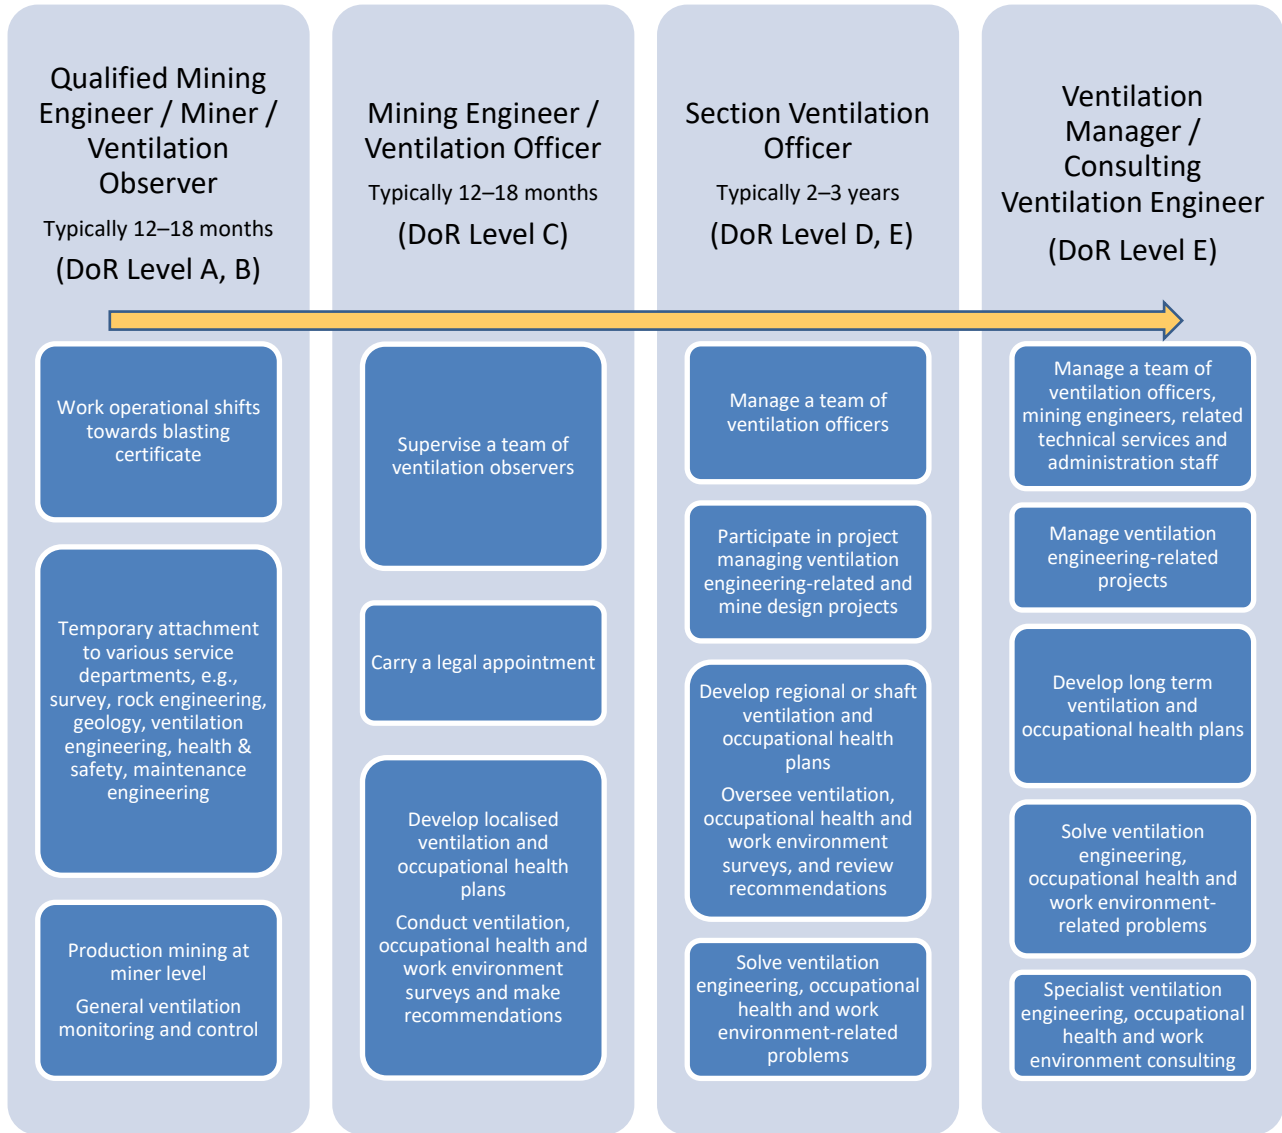 Qualified Mining
Engineer / Miner /
Ventilation
Observer
Typically 12–18 months
(DoR Level A, B)
Work operational shifts
towards blasting
certificate
Temporary attachment
to various service
departments, e.g.,
survey, rock engineering,
geology, ventilation
engineering, health &
safety, maintenance
engineering
Production mining at
miner level
General ventilation
monitoring and control
Mining Engineer /
Ventilation Officer
Typically 12–18 months
(DoR Level C)
Supervise a team of
ventilation observers
Carry a legal appointment
Develop localised
ventilation and
occupational health
plans
Conduct ventilation,
occupational health and
work environment
surveys and make
recommendations
Section Ventilation
Officer
Typically 2–3 years
(DoR Level D, E)
Manage a team of
ventilation officers
Participate in project
managing ventilation
engineering-related and
mine design projects
Develop regional or shaft
ventilation and
occupational health
plans
Oversee ventilation,
occupational health and
work environment
surveys, and review
recommendations
Solve ventilation
engineering, occupational
health and work
environment-related
problems
Ventilation
Manager /
Consulting
Ventilation Engineer
(DoR Level E)
Manage a team of
ventilation officers,
mining engineers, related
technical services and
administration staff
Manage ventilation
engineering-related
projects
Develop long term
ventilation and
occupational health plans
Solve ventilation
engineering,
occupational health and
work environment-
related problems
Specialist ventilation
engineering, occupational
health and work
environment consulting